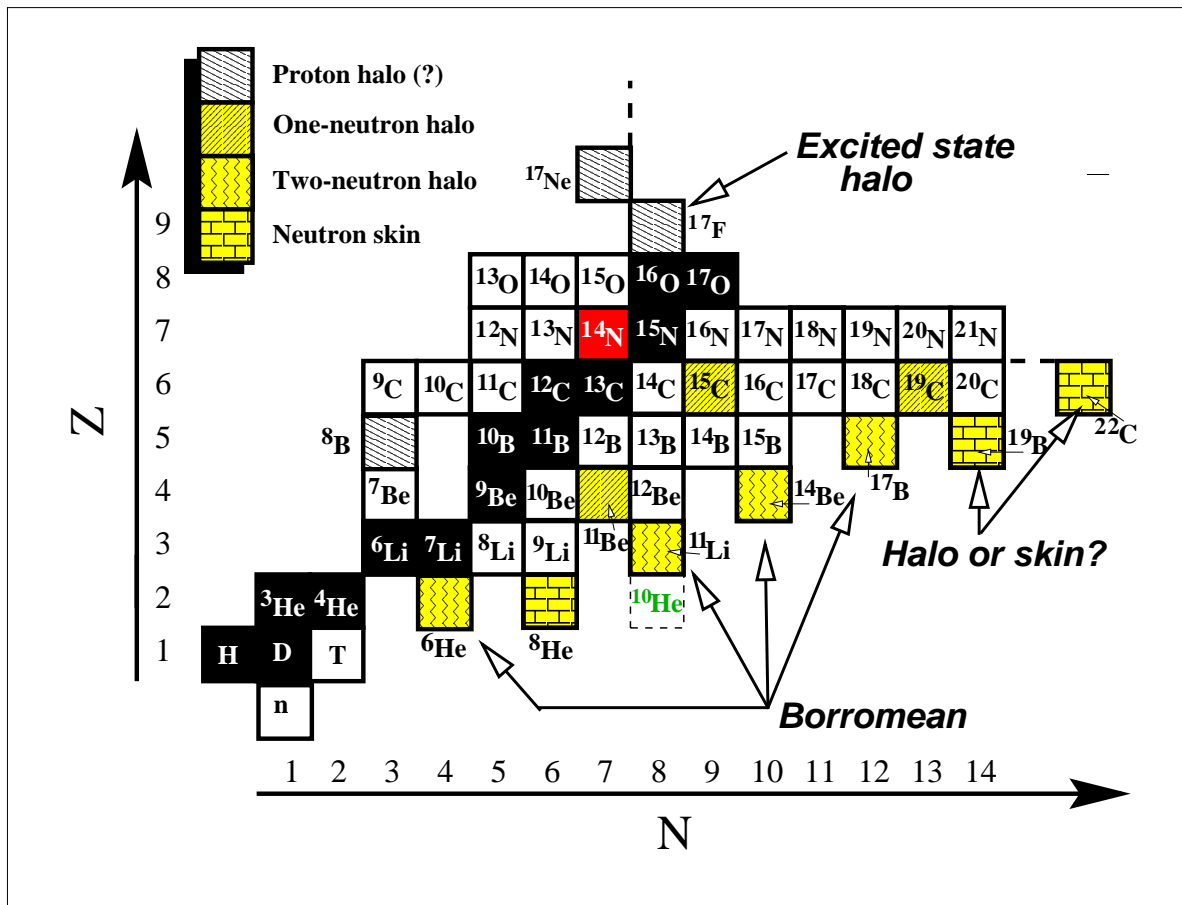 Proton halo (?)
One-neutron halo
Two-neutron halo
Neutron skin
Excited state
halo
¹⁷Ne
9 ¹⁷F
8 ¹³O ¹⁴O ¹⁵O ¹⁶O ¹⁷O
7 ¹²N ¹³N ¹⁴N ¹⁵N ¹⁶N ¹⁷N ¹⁸N ¹⁹N ²⁰N ²¹N
6 ⁹C ¹⁰C ¹¹C ¹²C ¹³C ¹⁴C ¹⁵C ¹⁶C ¹⁷C ¹⁸C ¹⁹C ²⁰C ²²C
Z
5 ⁸B ¹⁰B ¹¹B ¹²B ¹³B ¹⁴B ¹⁵B ¹⁷B ¹⁹B
4 ⁷Be ⁹Be ¹⁰Be ¹¹Be ¹²Be ¹⁴Be
3 ⁶Li ⁷Li ⁸Li ⁹Li ¹¹Li
Halo or skin?
2 ³He ⁴He ⁶He ⁸He ¹⁰He
1 H D T
n
Borromean
1 2 3 4 5 6 7 8 9 10 11 12 13 14
N